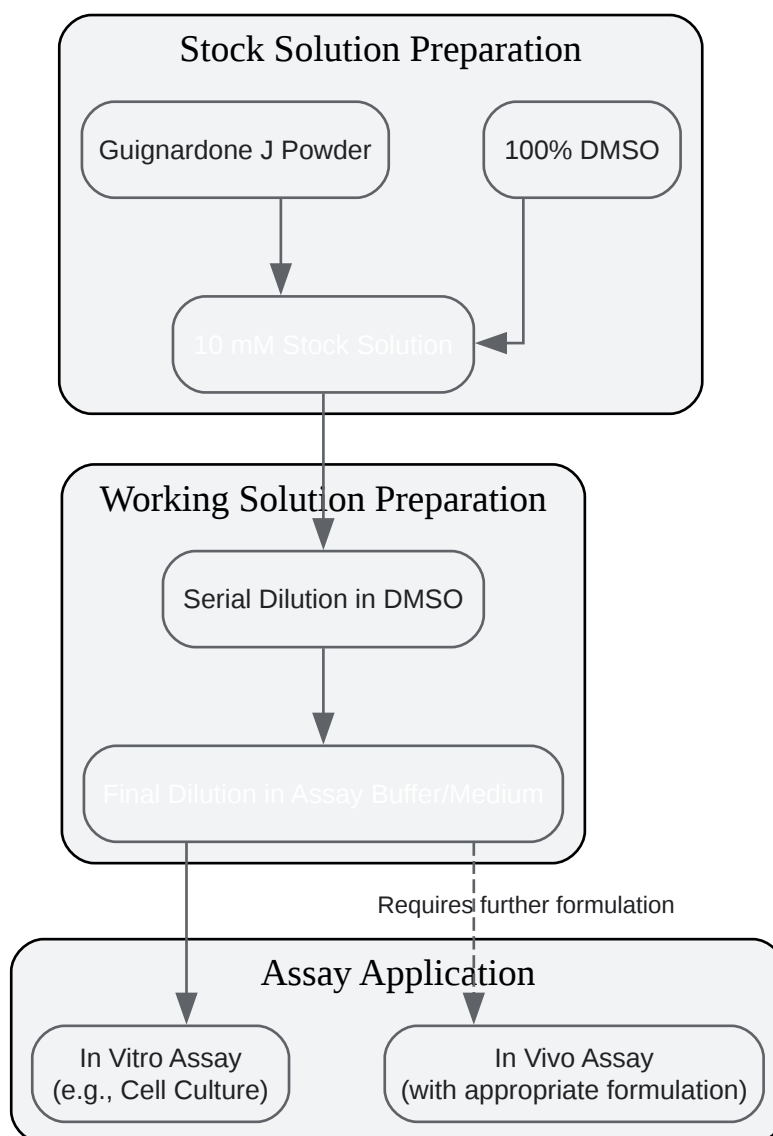 Stock Solution Preparation
Guignardone J Powder
100% DMSO
10 mM Stock Solution
Working Solution Preparation
Serial Dilution in DMSO
Final Dilution in Assay Buffer/Medium
Requires further formulation
Assay Application
In Vitro Assay
(e.g., Cell Culture)
In Vivo Assay
(with appropriate formulation)